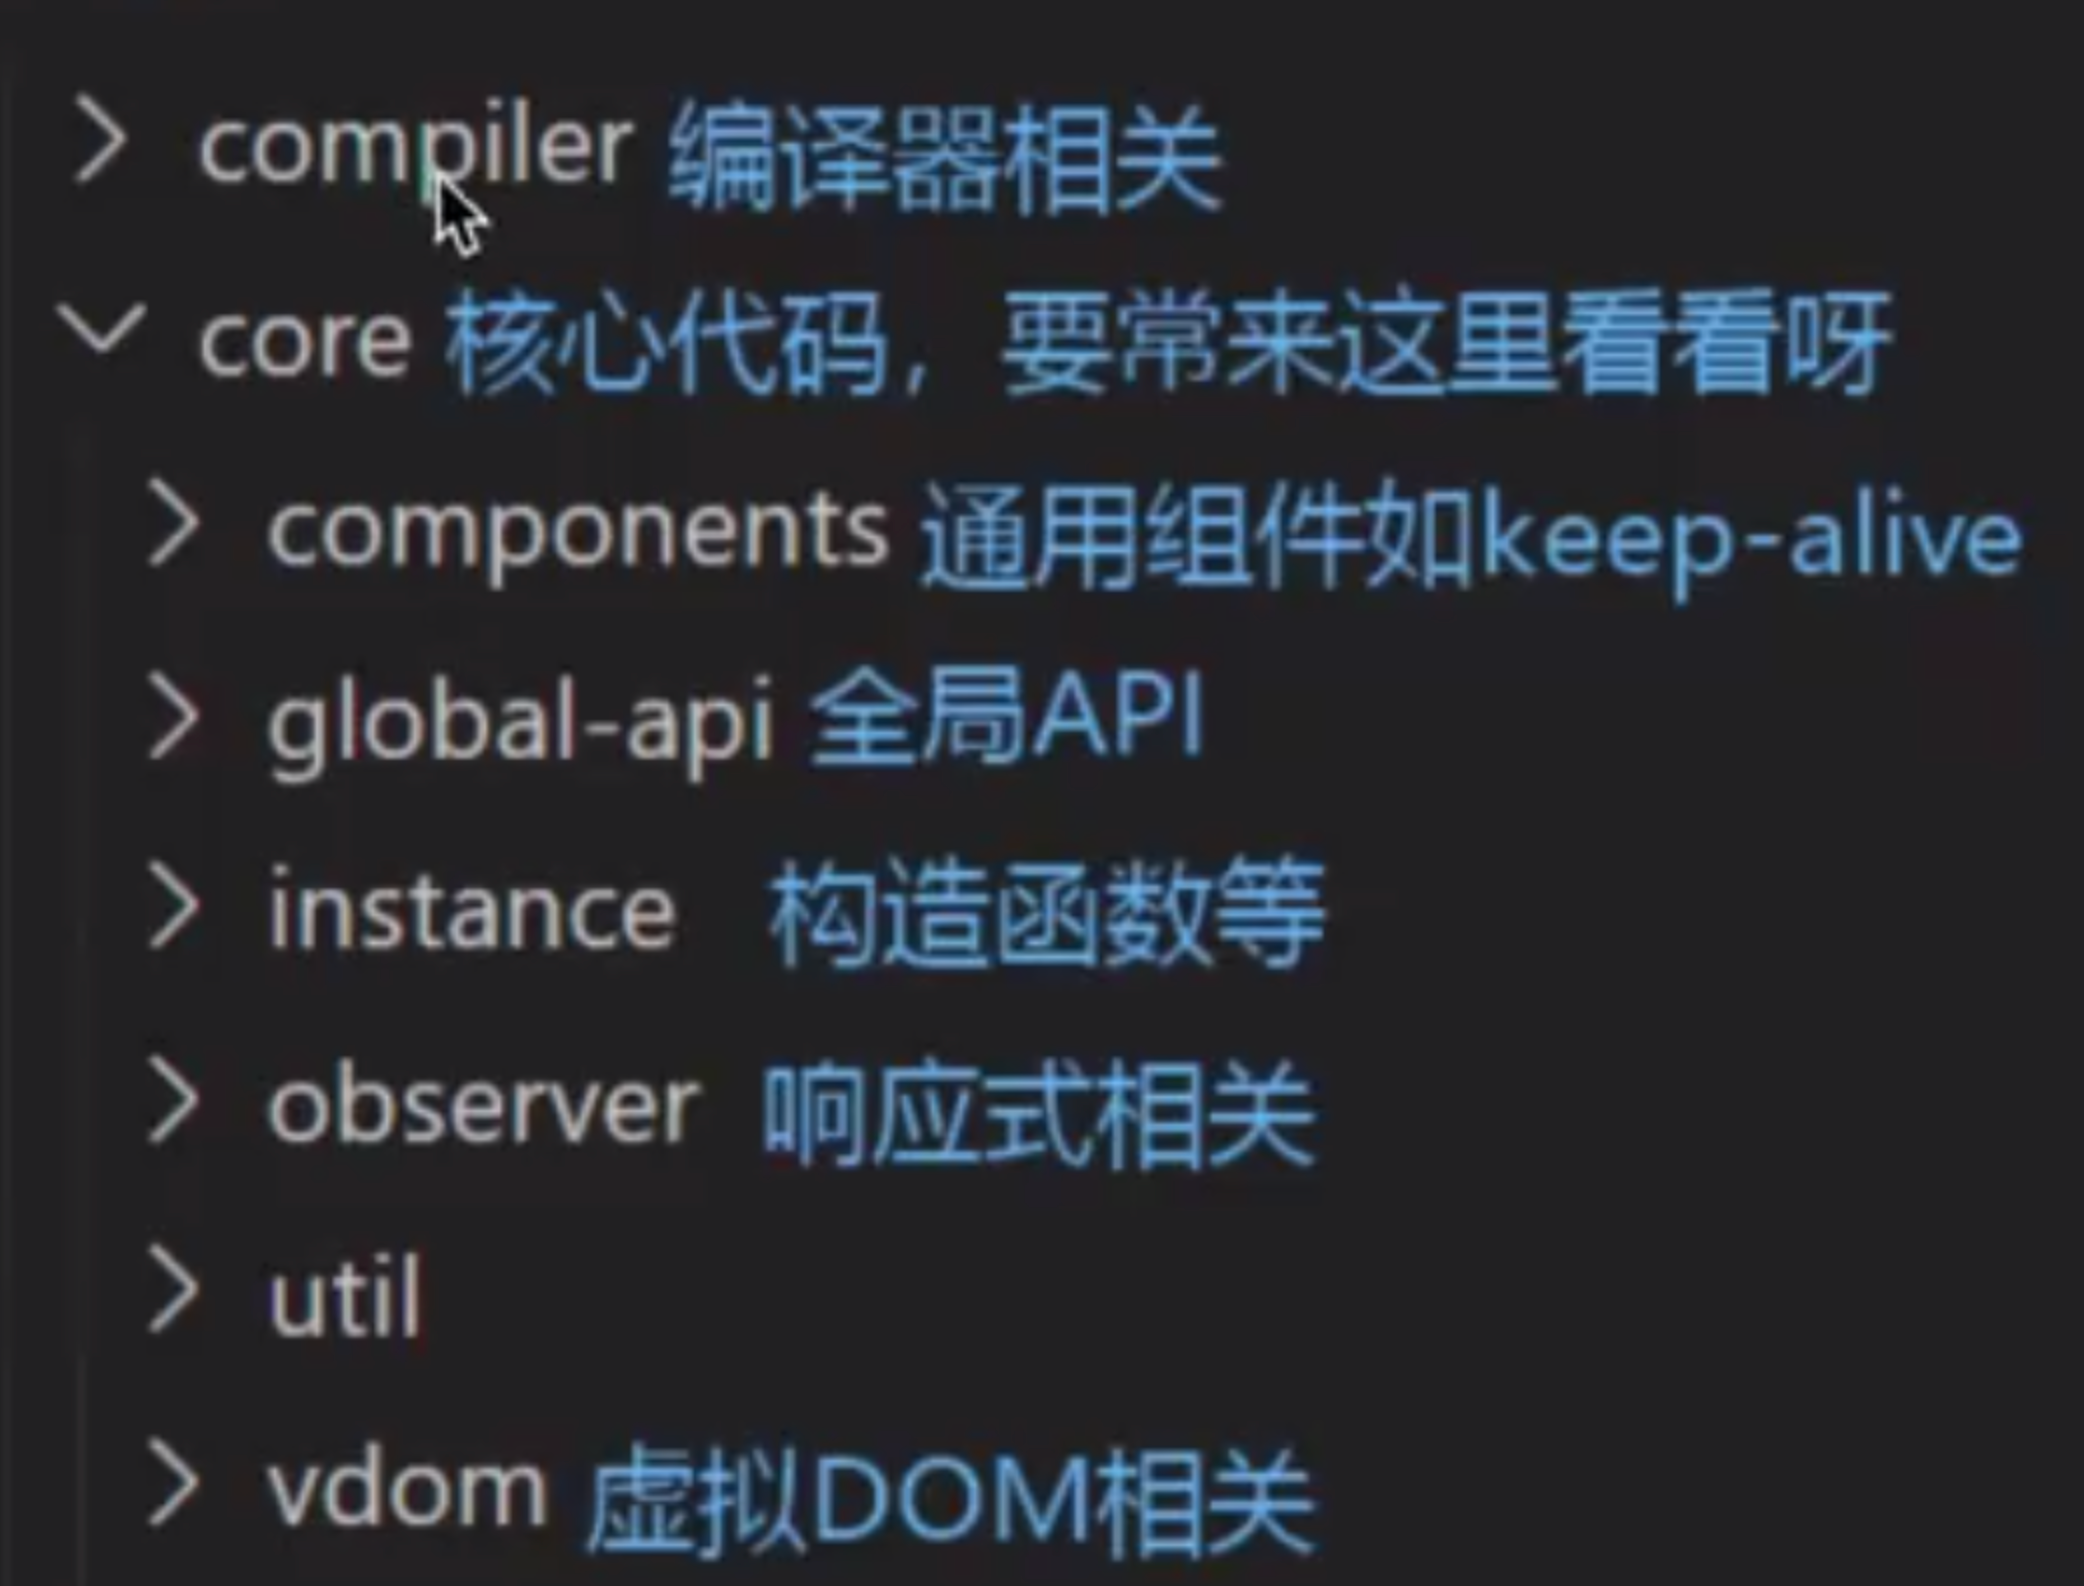 compiler 编译器相关
core 核心代码，要常来这里看看呀
components 通用组件如keep-alive
global-api 全局API
instance 构造函数等
observer 响应式相关
util
vdom 虚拟DOM相关